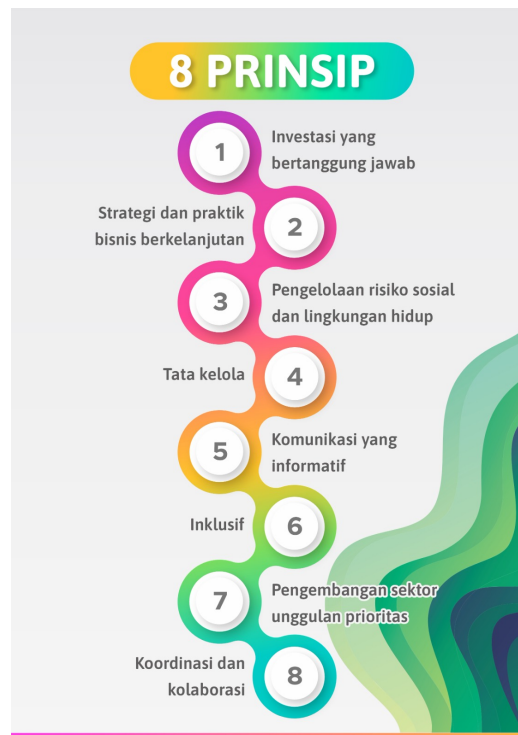 8 PRINSIP
1
Investasi yang
bertanggung jawab
Strategi dan praktik
bisnis berkelanjutan
2
3
Pengelolaan risiko sosial
dan lingkungan hidup
Tata kelola
4
5
Komunikasi yang
informatif
Inklusif
6
7
Pengembangan sektor
unggulan prioritas
Koordinasi dan
kolaborasi
8